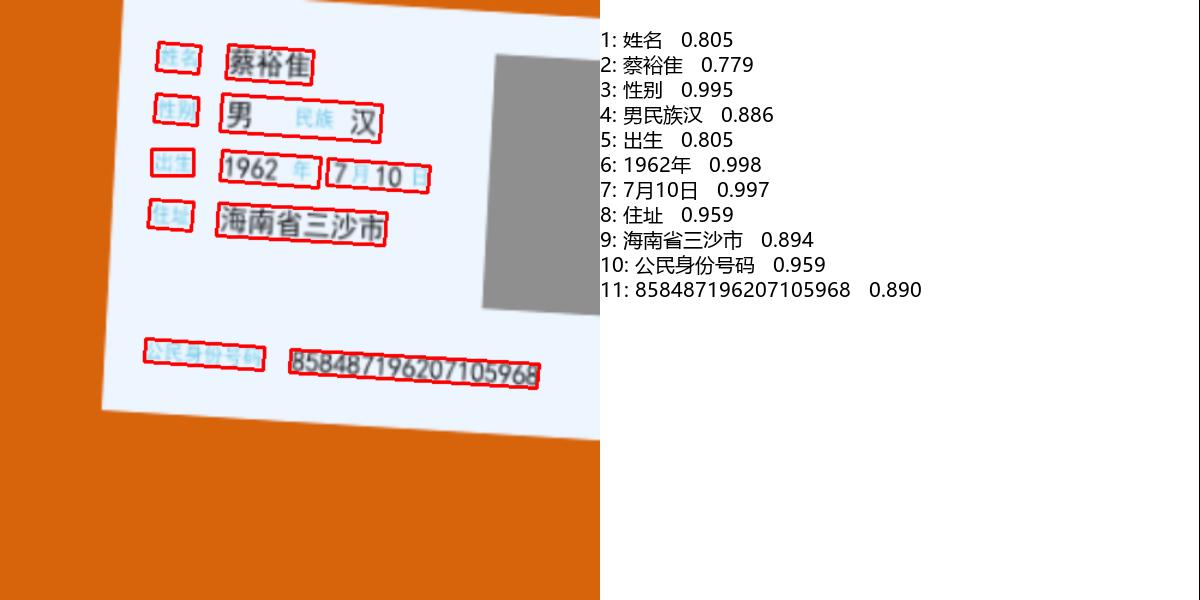 姓名 蔡裕隹
性别 男 民族 汉
出生 1962 年 7 月 10 日
住址 海南省三沙市
公民身份号码 858487196207105968
1: 姓名 0.805
2: 蔡裕隹 0.779
3: 性别 0.995
4: 男民族汉 0.886
5: 出生 0.805
6: 1962年 0.998
7: 7月10日 0.997
8: 住址 0.959
9: 海南省三沙市 0.894
10: 公民身份号码 0.959
11: 858487196207105968 0.890